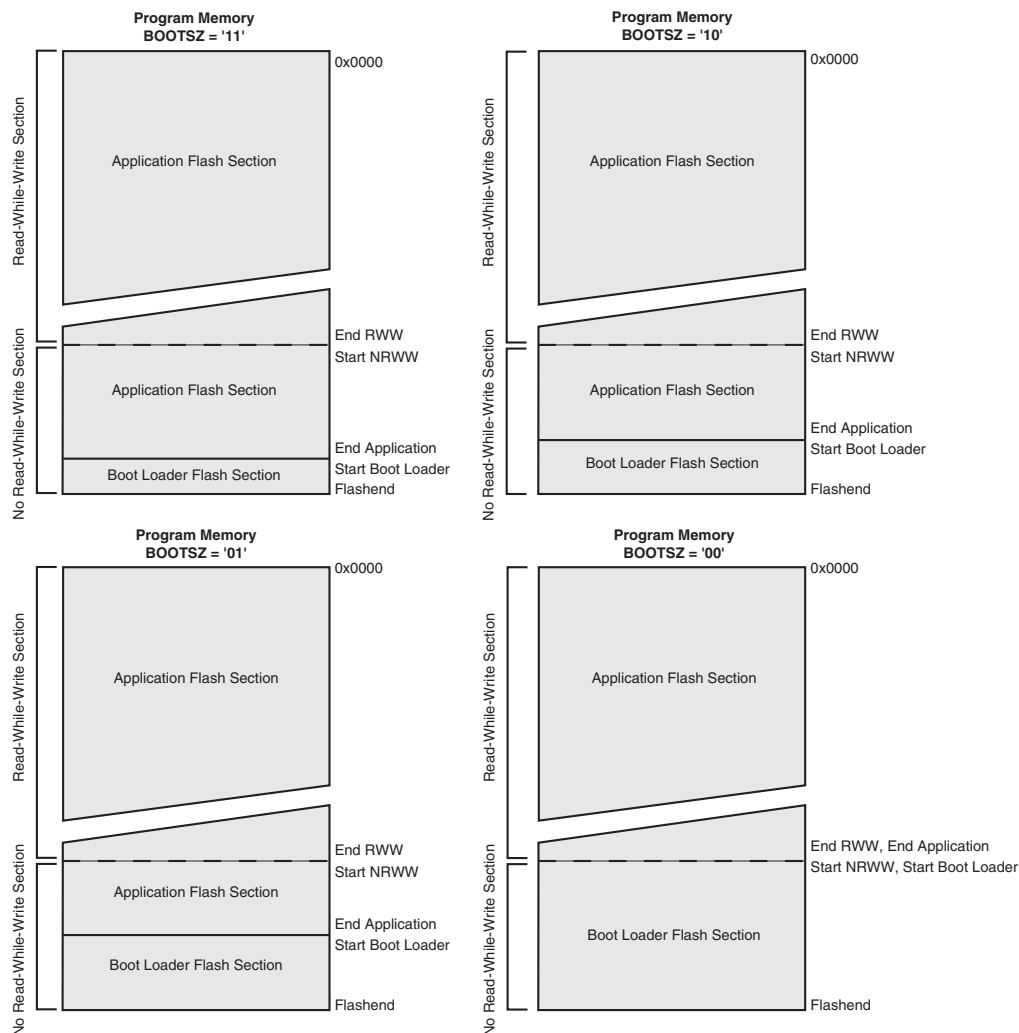 Program Memory
BOOTSZ = '11'
0x0000
Read-While-Write Section
Application Flash Section
End RWW
Start NRWW
No Read-While-Write Section
Application Flash Section
End Application
Start Boot Loader
Boot Loader Flash Section
Flashend
Program Memory
BOOTSZ = '10'
0x0000
Read-While-Write Section
Application Flash Section
End RWW
Start NRWW
No Read-While-Write Section
Application Flash Section
End Application
Start Boot Loader
Boot Loader Flash Section
Flashend
Program Memory
BOOTSZ = '01'
0x0000
Read-While-Write Section
Application Flash Section
End RWW
Start NRWW
No Read-While-Write Section
Application Flash Section
End Application
Start Boot Loader
Boot Loader Flash Section
Flashend
Program Memory
BOOTSZ = '00'
0x0000
Read-While-Write Section
Application Flash Section
End RWW, End Application
Start NRWW, Start Boot Loader
No Read-While-Write Section
Boot Loader Flash Section
Flashend